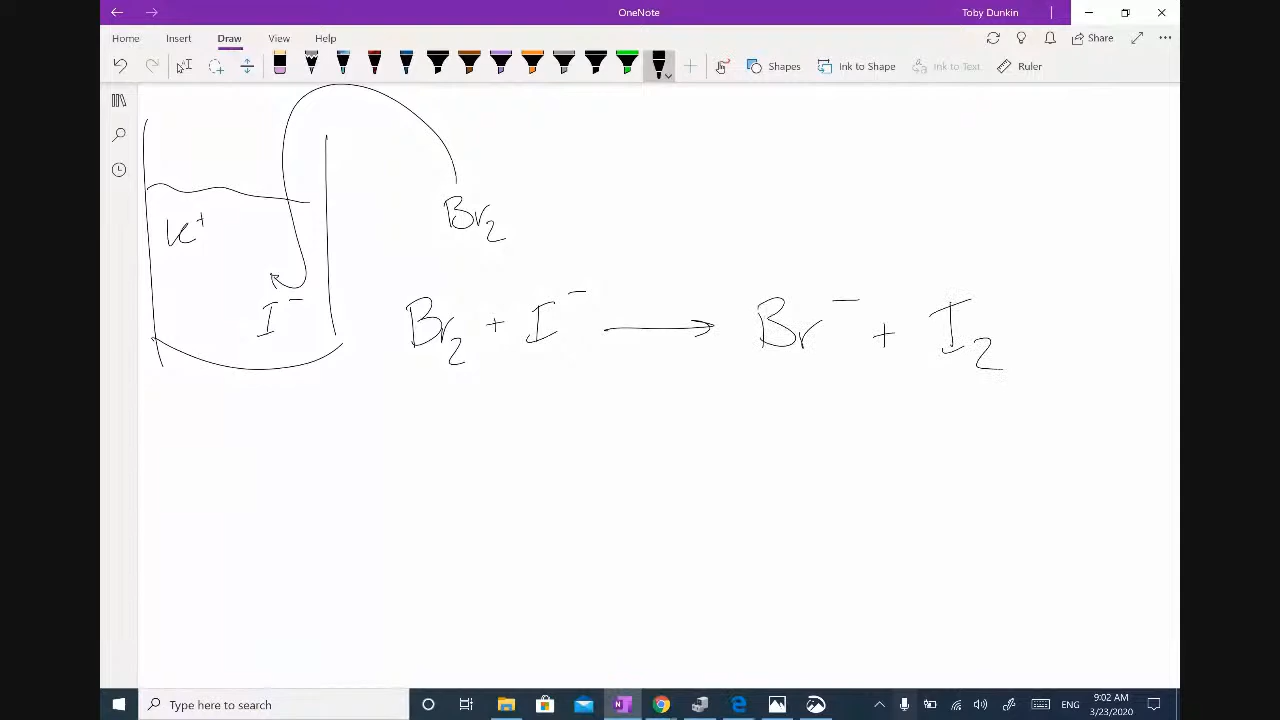 OneNote
Toby Dunkin
Home Insert Draw View Help
Share
Shapes Ink to Shape Ink to Text Ruler
K⁺
Br₂
I⁻
Br₂ + I⁻ → Br⁻ + I₂
Type here to search
ENG
9:02 AM
3/23/2020